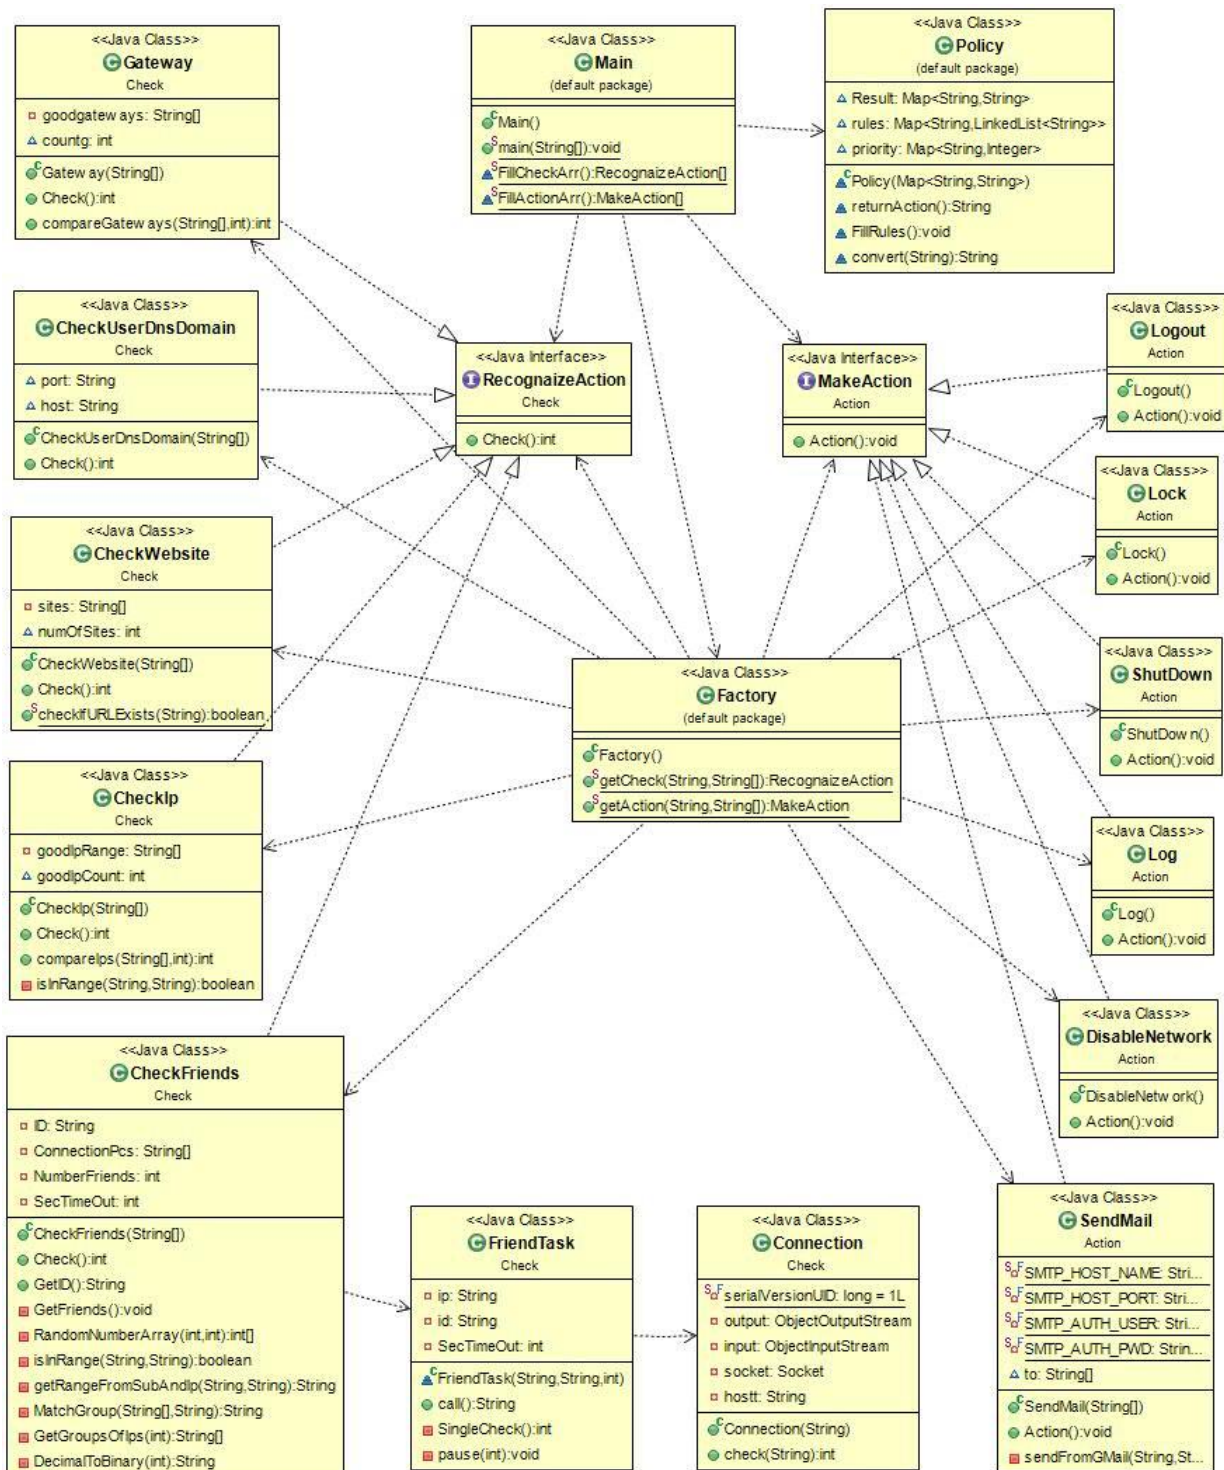 <<Java Class>>
Gateway
Check
goodgateways: String[]
countg: int
Gateway(String[])
Check():int
compareGateways(String[],int):int
<<Java Class>>
Main
(default package)
Main()
main(String[]):void
FillCheckArr():RecognaizeAction[]
FillActionArr():MakeAction[]
<<Java Class>>
Policy
(default package)
Result: Map<String,String>
rules: Map<String,LinkedList<String>>
priority: Map<String,Integer>
Policy(Map<String,String>)
returnAction():String
FillRules():void
convert(String):String
<<Java Class>>
CheckUserDnsDomain
Check
port: String
host: String
CheckUserDnsDomain(String[])
Check():int
<<Java Interface>>
RecognaizeAction
Check
Check():int
<<Java Interface>>
MakeAction
Action
Action():void
<<Java Class>>
Logout
Action
Logout()
Action():void
<<Java Class>>
Lock
Action
Lock()
Action():void
<<Java Class>>
CheckWebsite
Check
sites: String[]
numOfSites: int
CheckWebsite(String[])
Check():int
checkIfURLExists(String):boolean
<<Java Class>>
Factory
(default package)
Factory()
getCheck(String,String[]):RecognaizeAction
getAction(String,String[]):MakeAction
<<Java Class>>
ShutDown
Action
ShutDown()
Action():void
<<Java Class>>
CheckIp
Check
goodIpRange: String[]
goodIpCount: int
CheckIp(String[])
Check():int
compareIps(String[],int):int
isInRange(String,String):boolean
<<Java Class>>
Log
Action
Log()
Action():void
<<Java Class>>
DisableNetwork
Action
DisableNetwork()
Action():void
<<Java Class>>
CheckFriends
Check
ID: String
ConnectionPcs: String[]
NumberFriends: int
SecTimeOut: int
CheckFriends(String[])
Check():int
GetID():String
GetFriends():void
RandomNumberArray(int,int):int[]
isInRange(String,String):boolean
getRangeFromSubAndIp(String,String):String
MatchGroup(String[],String):String
GetGroupsOfIps(int):String[]
DecimalToBinary(int):String
<<Java Class>>
FriendTask
Check
ip: String
id: String
SecTimeOut: int
FriendTask(String,String,int)
call():String
SingleCheck():int
pause(int):void
<<Java Class>>
Connection
Check
serialVersionUID: long = 1L
output: ObjectOutputStream
input: ObjectInputStream
socket: Socket
hostt: String
Connection(String)
check(String):int
<<Java Class>>
SendMail
Action
SMTP_HOST_NAME: Stri...
SMTP_HOST_PORT: Stri...
SMTP_AUTH_USER: Stri...
SMTP_AUTH_PWD: Strin...
to: String[]
SendMail(String[])
Action():void
sendFromGMail(String,St...